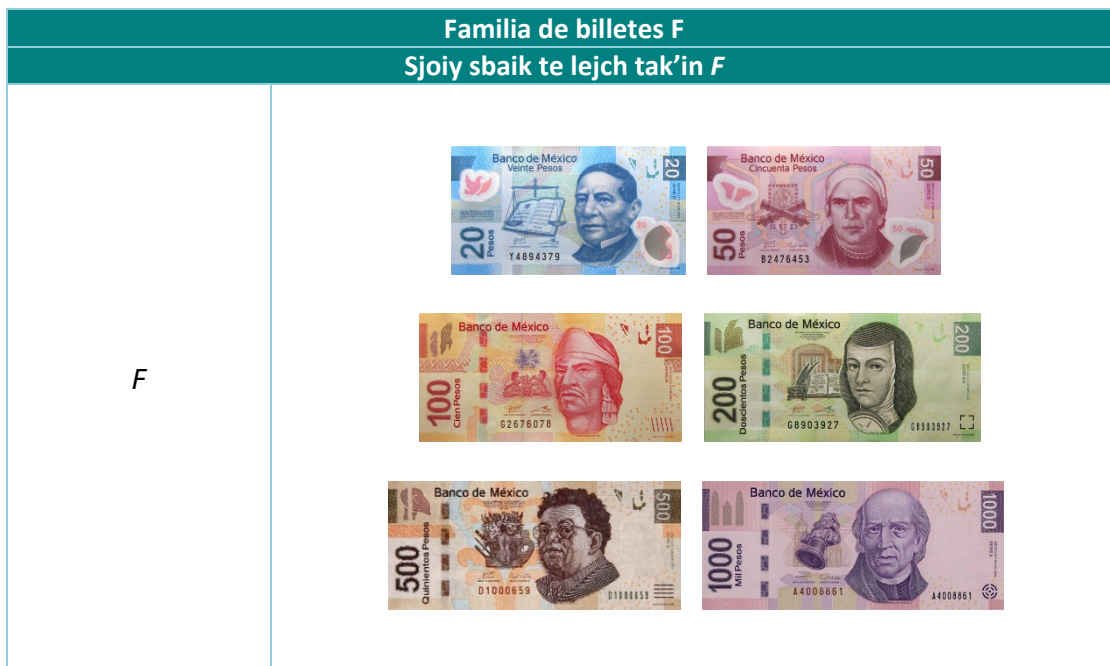 Familia de billetes F
Sjoiy sbaik te lejch tak’in F
F
Banco de México
Veinte Pesos
20
20
20
Pesos
Y4894379
Banco de México
Cincuenta Pesos
50
SUD
50
Pesos
B2476453
Banco de México
100
100
Cien Pesos
G2676078
Banco de México
200
200
Doscientos Pesos
G8903927
G8903927
Banco de México
500
500
Quinientos Pesos
D1000659
D1000659
Banco de México
1000
1000
Mil Pesos
A4008861
A4008861